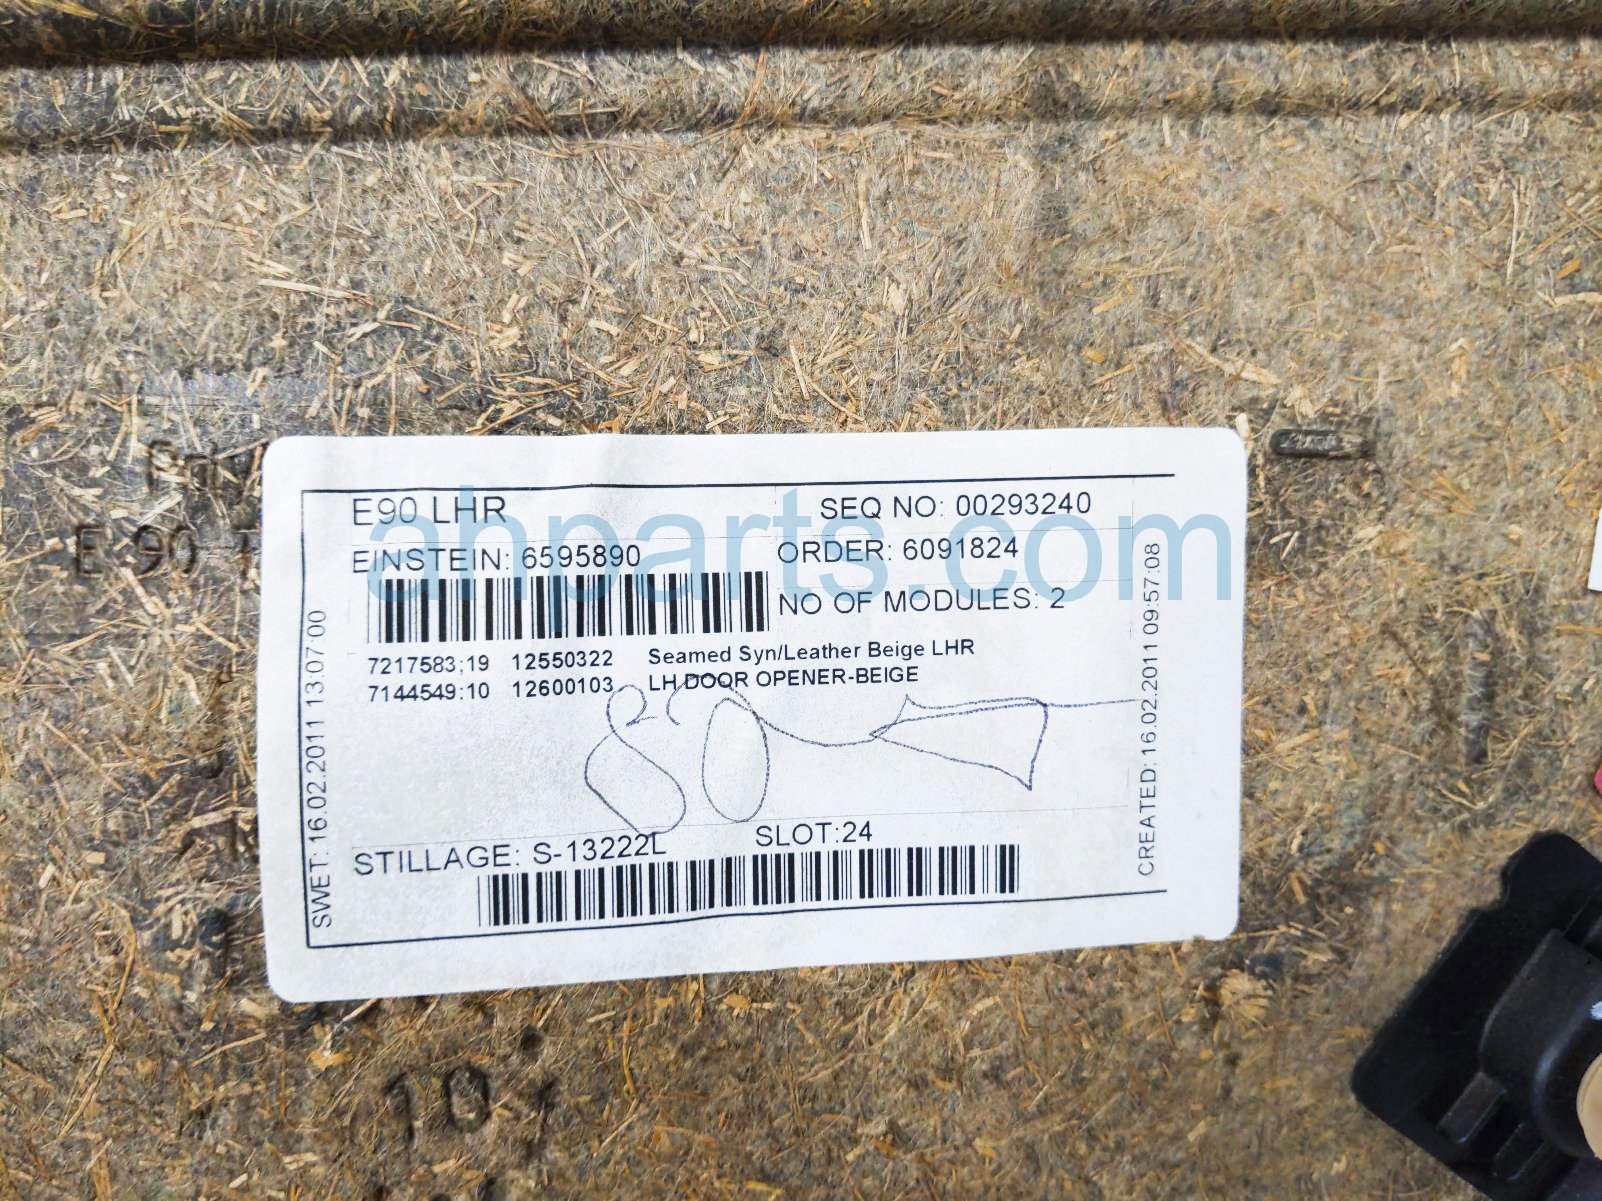 E90 LHR SEQ NO: 00293240
EINSTEIN: 6595890 ORDER: 6091824
NO OF MODULES: 2
7217583;19 12550322 Seamed Syn/Leather Beige LHR
7144549:10 12600103 LH DOOR OPENER-BEIGE
STILLAGE: S-13222L SLOT:24
SWET: 16.02.2011 13:07:00
CREATED: 16.02.2011 09:57:08
ahparts.com
E 90
10